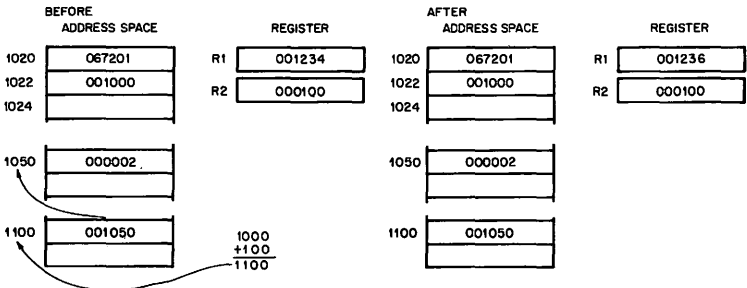 BEFORE
ADDRESS SPACE
REGISTER
1020 067201
1022 001000
1024
R1 001234
R2 000100
1050 000002
1100 001050
1000
+100
1100
AFTER
ADDRESS SPACE
REGISTER
1020 067201
1022 001000
1024
R1 001236
R2 000100
1050 000002
1100 001050